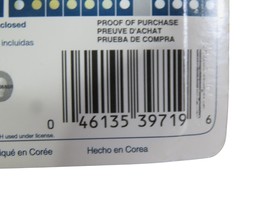 closed
incluidas
PROOF OF PURCHASE
PREUVE D'ACHAT
PRUEBA DE COMPRA
0 46135 39719 6
H used under license.
iqué en Corée
Hecho en Corea